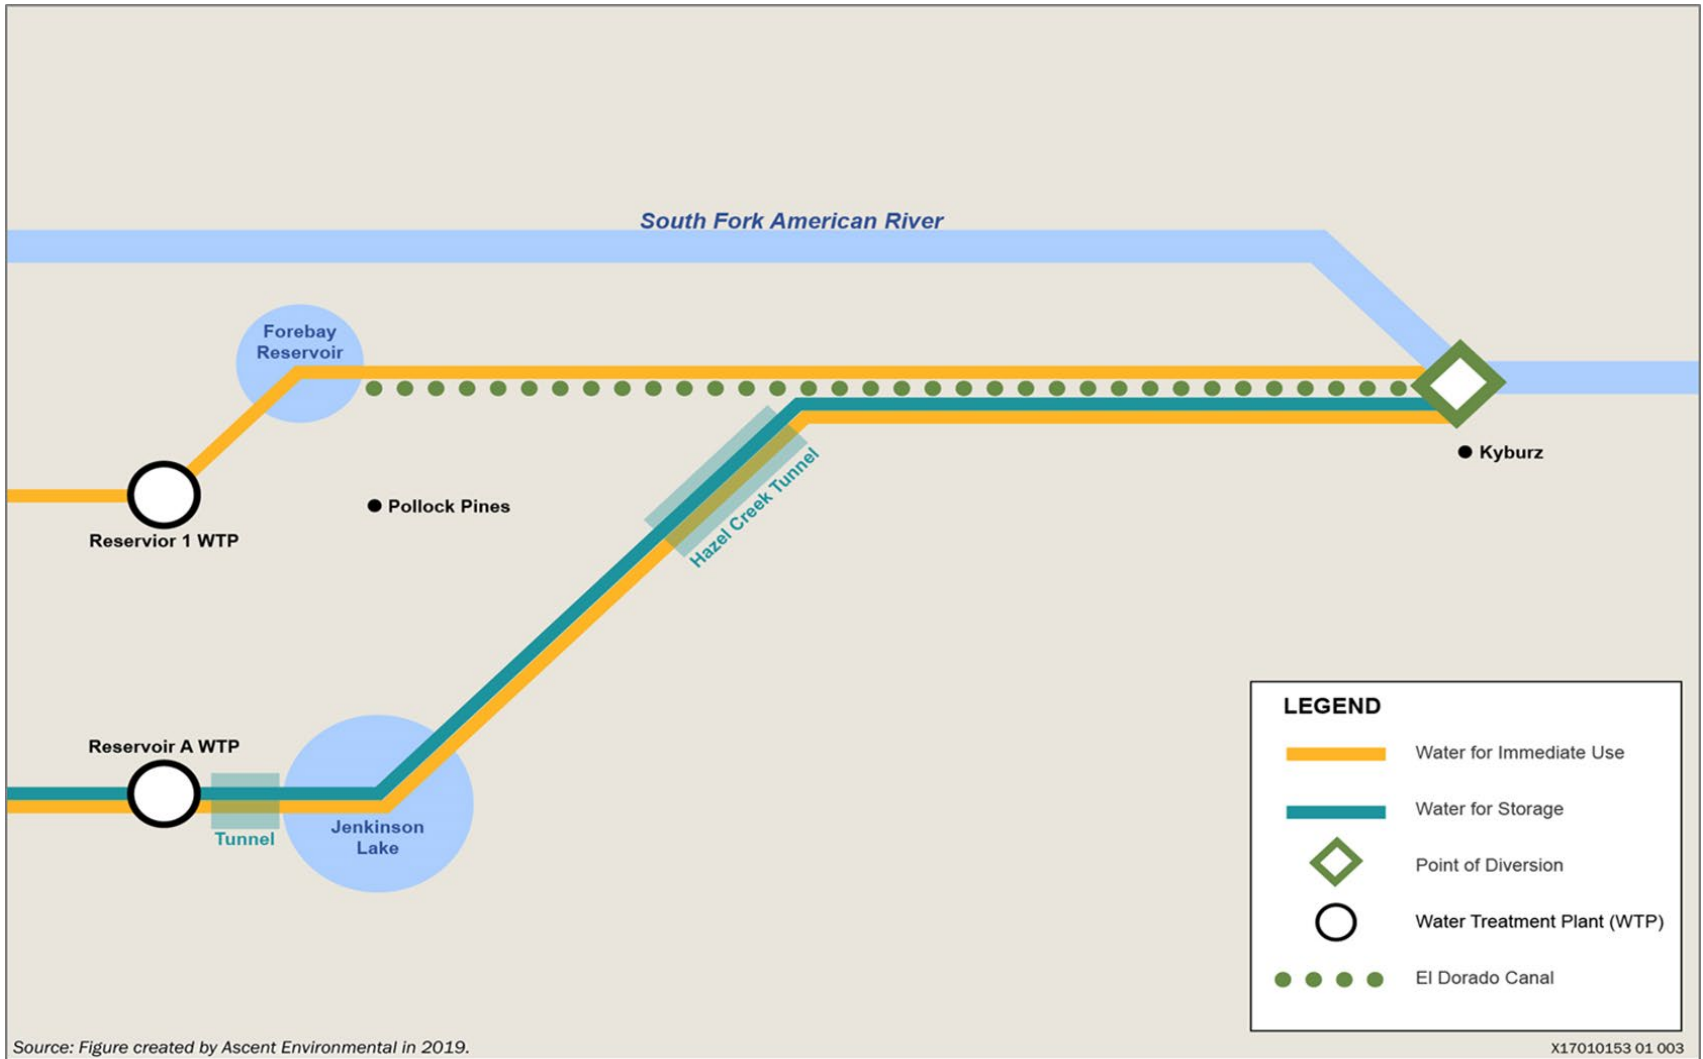 South Fork American River
Forebay
Reservoir
Kyburz
Hazel Creek Tunnel
Pollock Pines
Reservior 1 WTP
Reservoir A WTP
Tunnel
Jenkinson
Lake
LEGEND
Water for Immediate Use
Water for Storage
Point of Diversion
Water Treatment Plant (WTP)
El Dorado Canal
Source: Figure created by Ascent Environmental in 2019.
X17010153 01 003